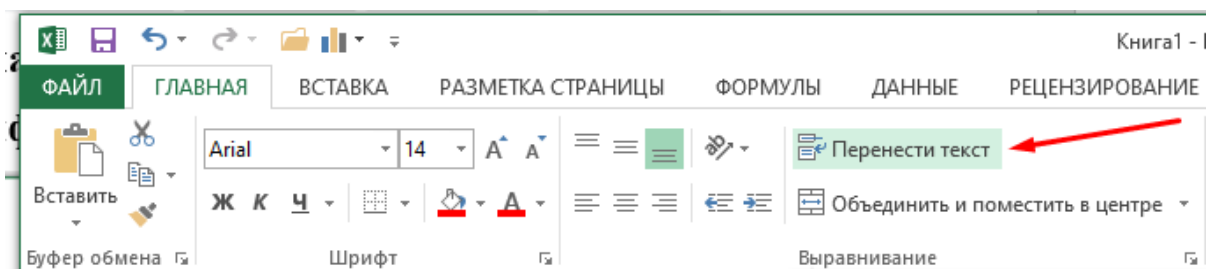 Книга1 -
ФАЙЛ ГЛАВНАЯ ВСТАВКА РАЗМЕТКА СТРАНИЦЫ ФОРМУЛЫ ДАННЫЕ РЕЦЕНЗИРОВАНИЕ
Arial 14 A A Перенести текст
Вставить Ж К Ч А Объединить и поместить в центре
Буфер обмена Шрифт Выравнивание